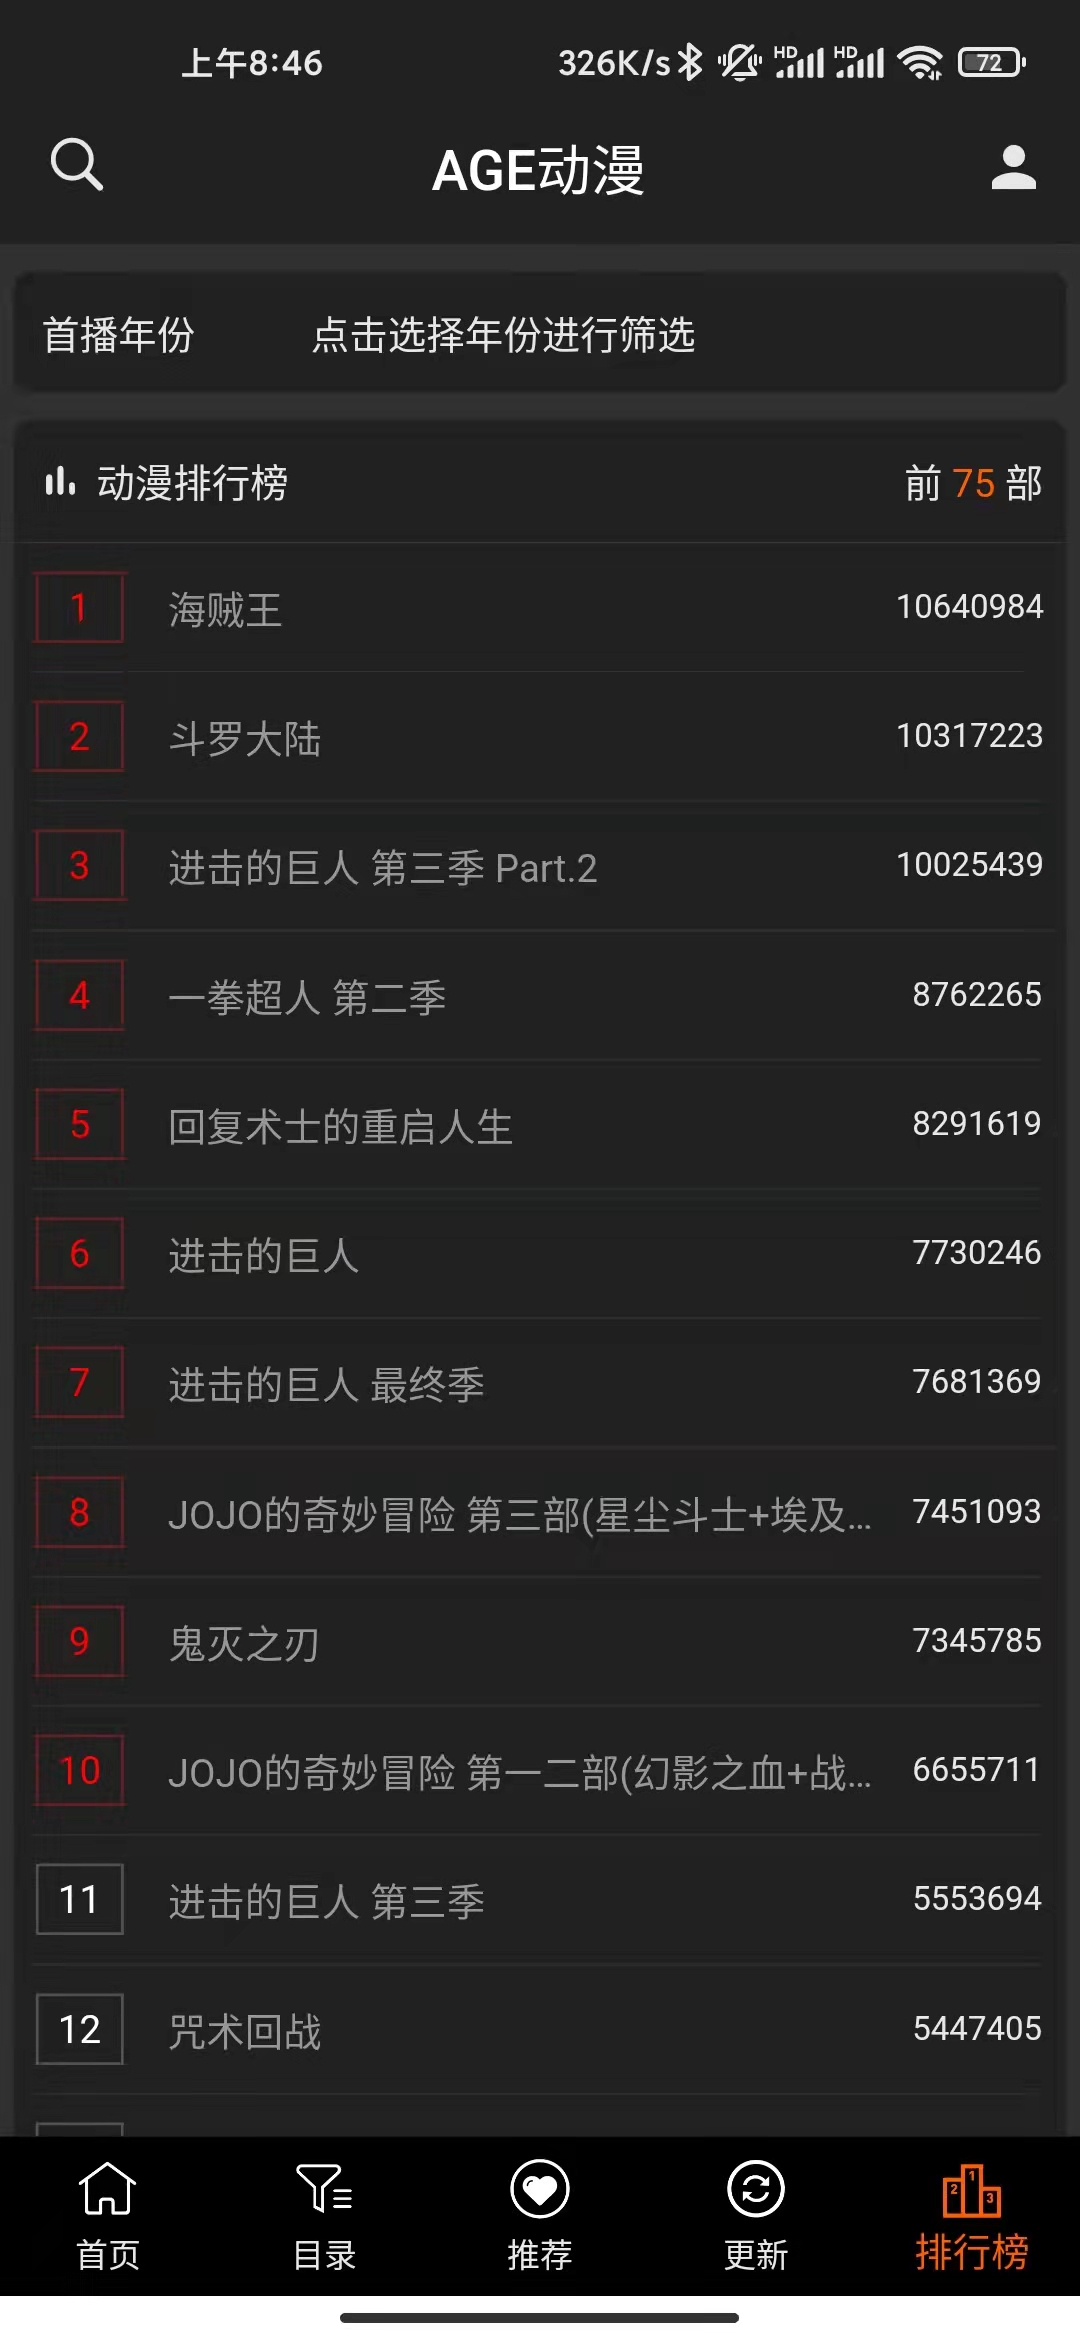 上午8:46 326K/s HD HD 72
AGE动漫
首播年份 点击选择年份进行筛选
动漫排行榜 前 75 部
1 海贼王 10640984
2 斗罗大陆 10317223
3 进击的巨人 第三季 Part.2 10025439
4 一拳超人 第二季 8762265
5 回复术士的重启人生 8291619
6 进击的巨人 7730246
7 进击的巨人 最终季 7681369
8 JOJO的奇妙冒险 第三部(星尘斗士+埃及... 7451093
9 鬼灭之刃 7345785
10 JOJO的奇妙冒险 第一二部(幻影之血+战... 6655711
11 进击的巨人 第三季 5553694
12 咒术回战 5447405
2 1 3
首页 目录 推荐 更新 排行榜